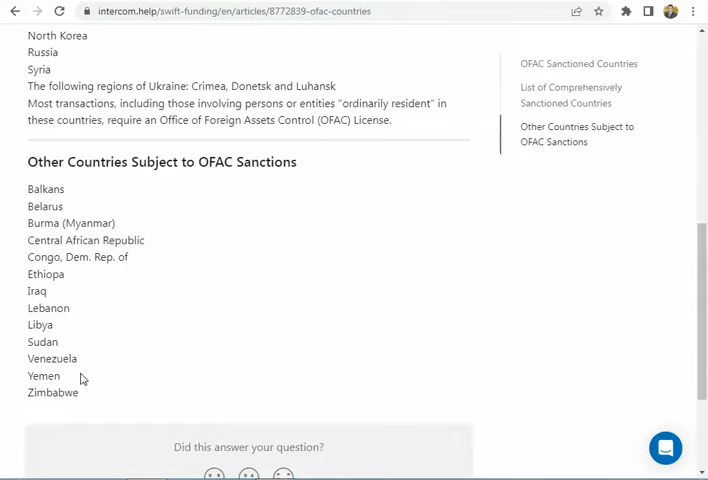 intercom.help/swift-funding/en/articles/8772839-ofac-countries
North Korea
Russia
Syria
The following regions of Ukraine: Crimea, Donetsk and Luhansk
Most transactions, including those involving persons or entities “ordinarily resident” in
these countries, require an Office of Foreign Assets Control (OFAC) License.
Other Countries Subject to OFAC Sanctions
Balkans
Belarus
Burma (Myanmar)
Central African Republic
Congo, Dem. Rep. of
Ethiopa
Iraq
Lebanon
Libya
Sudan
Venezuela
Yemen
Zimbabwe
Did this answer your question?
OFAC Sanctioned Countries
List of Comprehensively
Sanctioned Countries
Other Countries Subject to
OFAC Sanctions